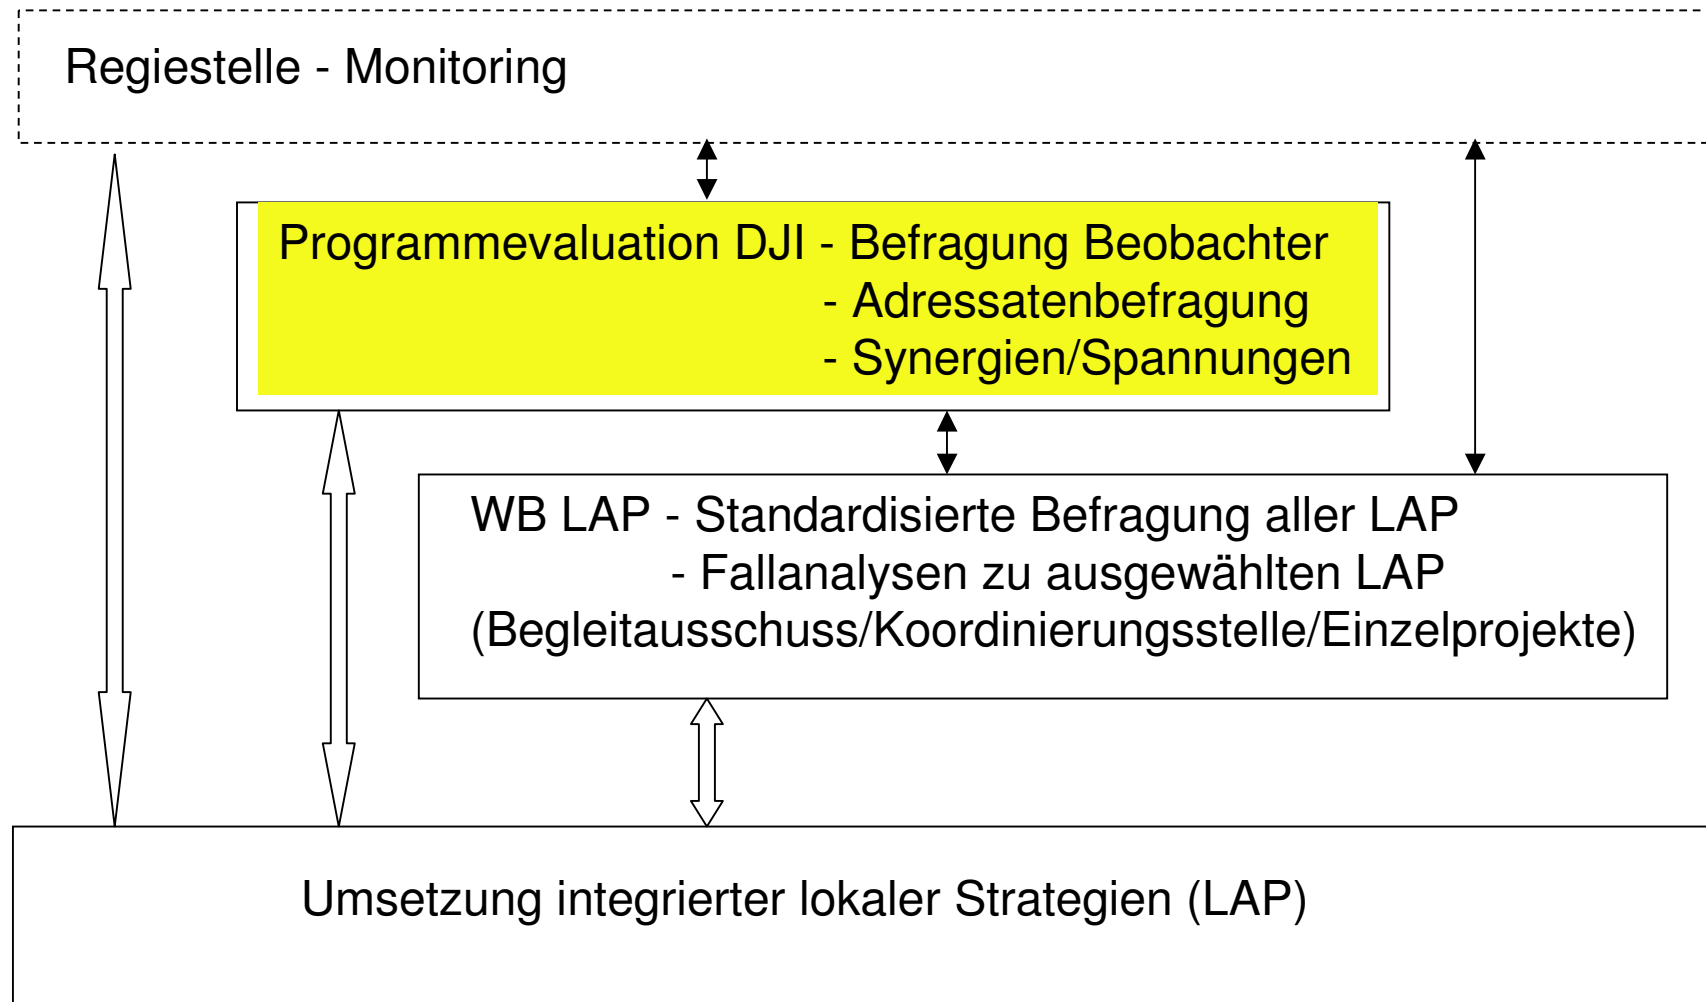 Regiestelle - Monitoring
Programmevaluation DJI - Befragung Beobachter
- Adressatenbefragung
- Synergien/Spannungen
WB LAP - Standardisierte Befragung aller LAP
- Fallanalysen zu ausgewählten LAP
(Begleitausschuss/Koordinierungsstelle/Einzelprojekte)
Umsetzung integrierter lokaler Strategien (LAP)